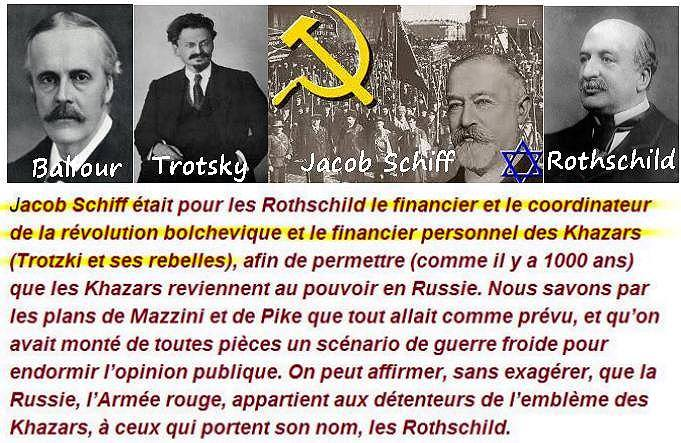 Balfour Trotsky Jacob Schiff Rothschild
Jacob Schiff était pour les Rothschild le financier et le coordinateur
de la révolution bolchevique et le financier personnel des Khazars
(Trotzki et ses rebelles), afin de permettre (comme il y a 1000 ans)
que les Khazars reviennent au pouvoir en Russie. Nous savons par
les plans de Mazzini et de Pike que tout allait comme prévu, et qu'on
avait monté de toutes pièces un scénario de guerre froide pour
endormir l'opinion publique. On peut affirmer, sans exagérer, que la
Russie, l'Armée rouge, appartient aux détenteurs de l'emblème des
Khazars, à ceux qui portent son nom, les Rothschild.